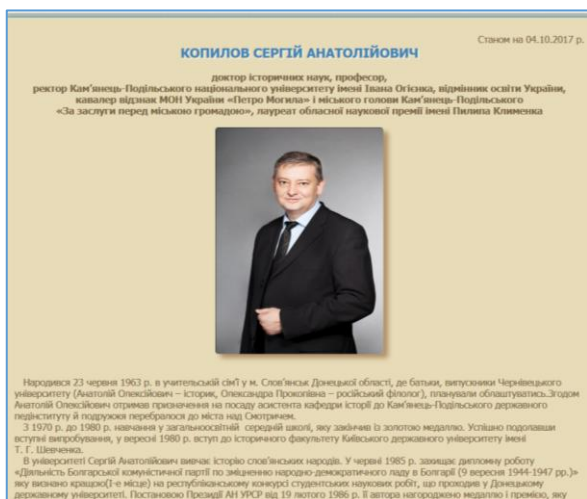 Станом на 04.10.2017 р.
КОПИЛОВ СЕРГІЙ АНАТОЛІЙОВИЧ
доктор історичних наук, професор,
ректор Кам'янець-Подільського національного університету імені Івана Огієнка, відмінник освіти України,
кавалер відзнак МОН України «Петро Могила» і міського голови Кам'янець-Подільського
«За заслуги перед міською громадою», лауреат обласної наукової премії імені Пилипа Клименка
Народився 23 червня 1963 р. в учительській сім'ї у м. Слов'янськ Донецької області, де батьки, випускники Чернівецького
університету (Анатолій Олексійович – історик, Олександра Прокопівна – російський філолог), планували облаштуватись.Згодом
Анатолій Олексійович отримав призначення на посаду асистента кафедри історії до Кам'янець-Подільського державного
педінституту й подружжя перебралося до міста над Смотричем.
З 1970 р. до 1980 р. навчання у загальноосвітній середній школі, яку закінчив із золотою медаллю. Успішно подолавши
вступні випробування, у вересні 1980 р. вступ до історичного факультету Київського державного університету імені
Т. Г. Шевченка.
В університеті Сергій Анатолійович вивчає історію слов'янських народів. У червні 1985 р. захищає дипломну роботу
«Діяльність Болгарської комуністичної партії по зміцненню народно-демократичного ладу в Болгарії (9 вересня 1944-1947 рр.)»
яку визнано кращою(І-е місце) на республіканському конкурсі студентських наукових робіт, що проходив у Донецькому
державному університеті. Постановою Президії АН УРСР від 19 лютого 1986 р. її автора нагороджено медаллю і премією, яку